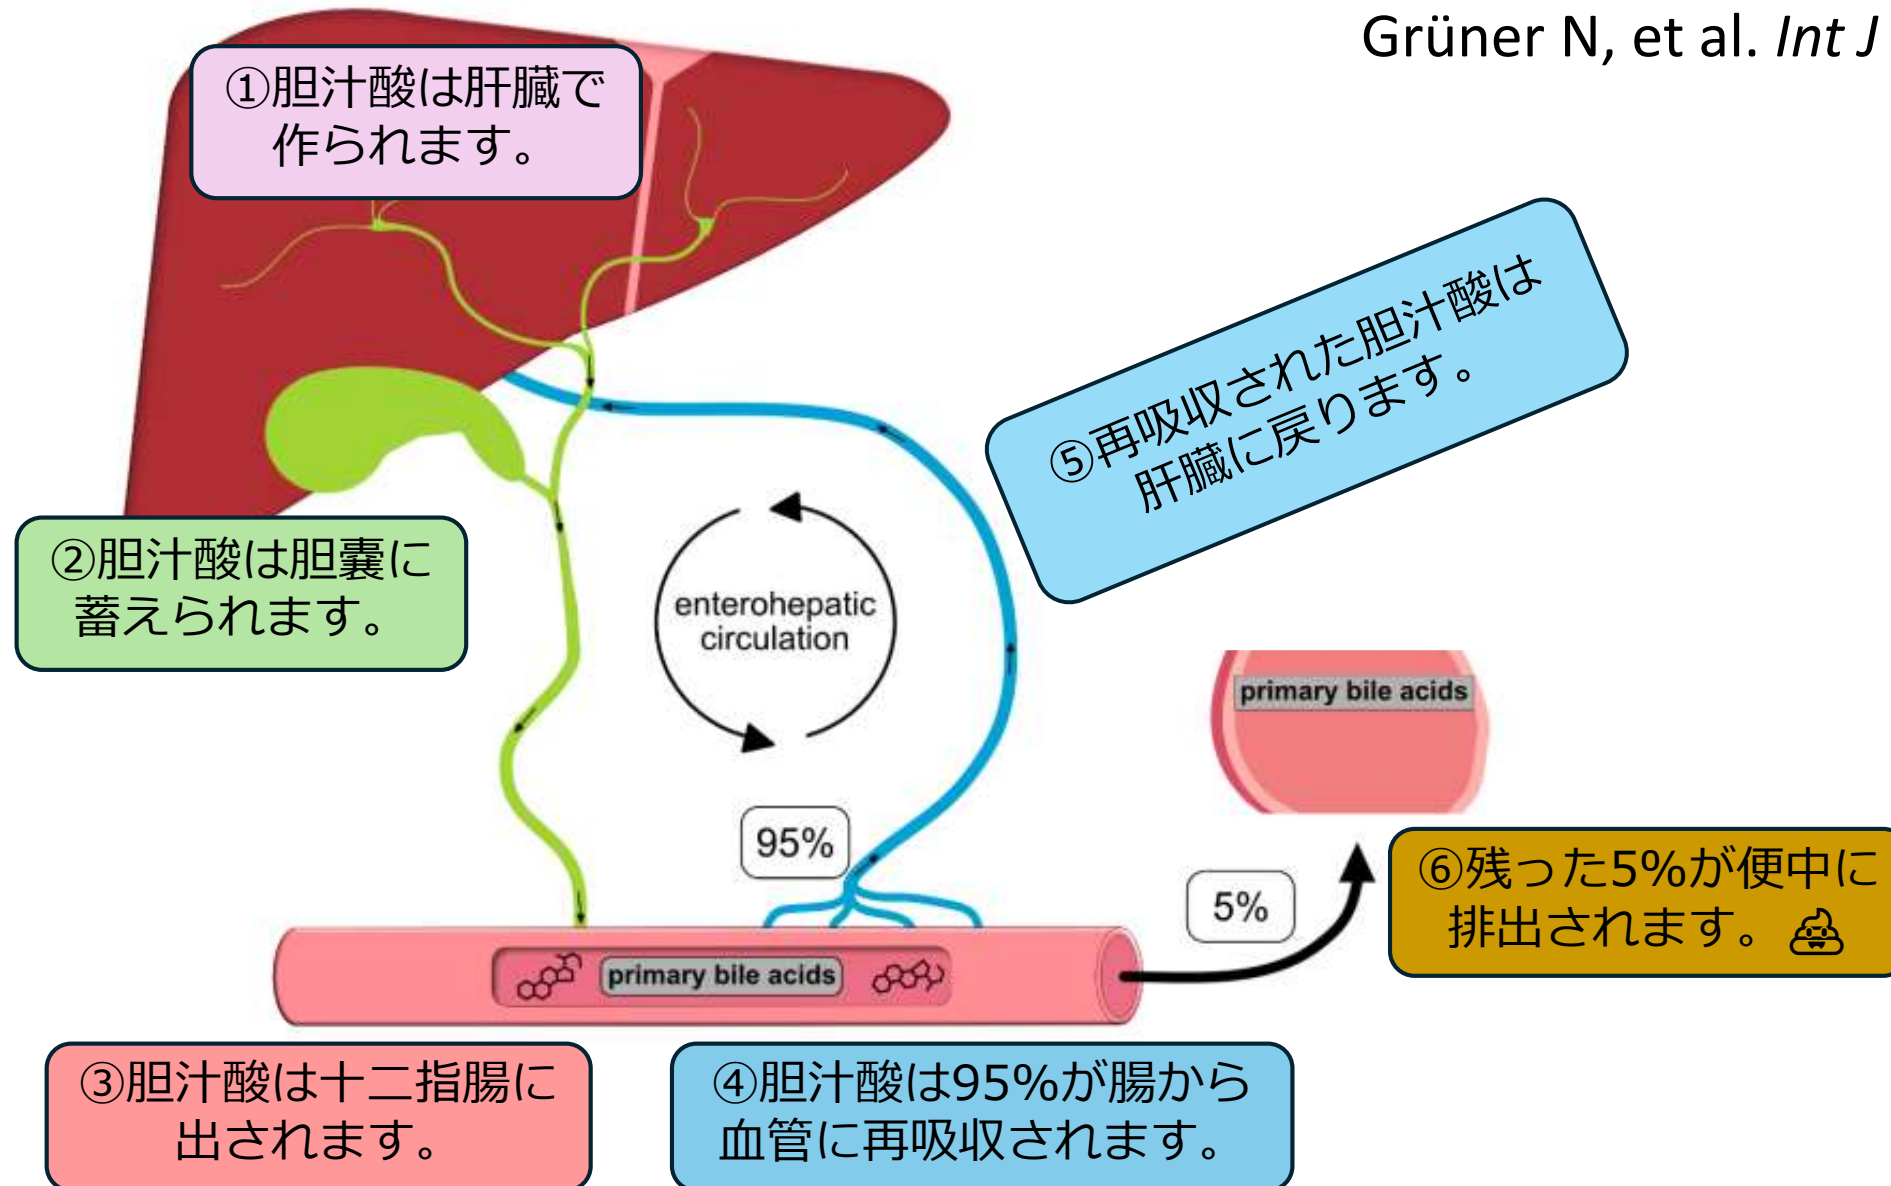 Grüner N, et al. Int J
①胆汁酸は肝臓で
作られます。
⑤再吸収された胆汁酸は
肝臓に戻ります。
②胆汁酸は胆嚢に
蓄えられます。
enterohepatic
circulation
primary bile acids
95%
5%
⑥残った5%が便中に
排出されます。
primary bile acids
③胆汁酸は十二指腸に
出されます。
④胆汁酸は95%が腸から
血管に再吸収されます。